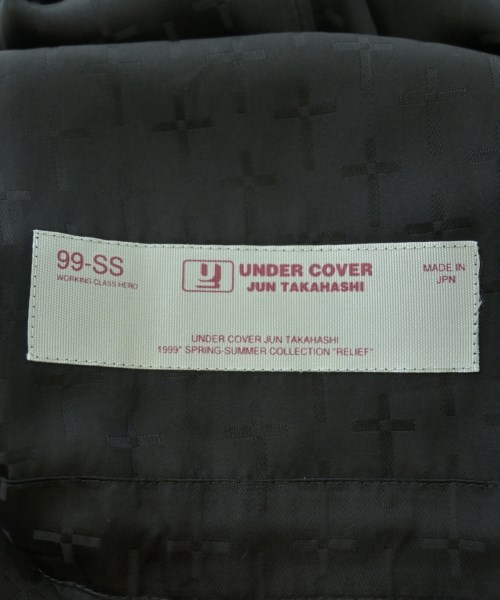 99-SS
WORKING CLASS HERO
U
UNDER COVER
JUN TAKAHASHI
MADE IN
JPN
UNDER COVER JUN TAKAHASHI
1999" SPRING-SUMMER COLLECTION "RELIEF"